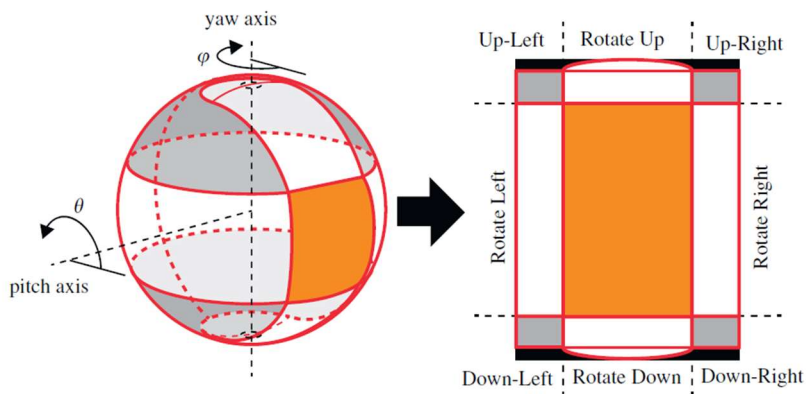 yaw axis
φ
θ
pitch axis
Up-Left
Rotate Up
Up-Right
Rotate Left
Rotate Right
Down-Left
Rotate Down
Down-Right